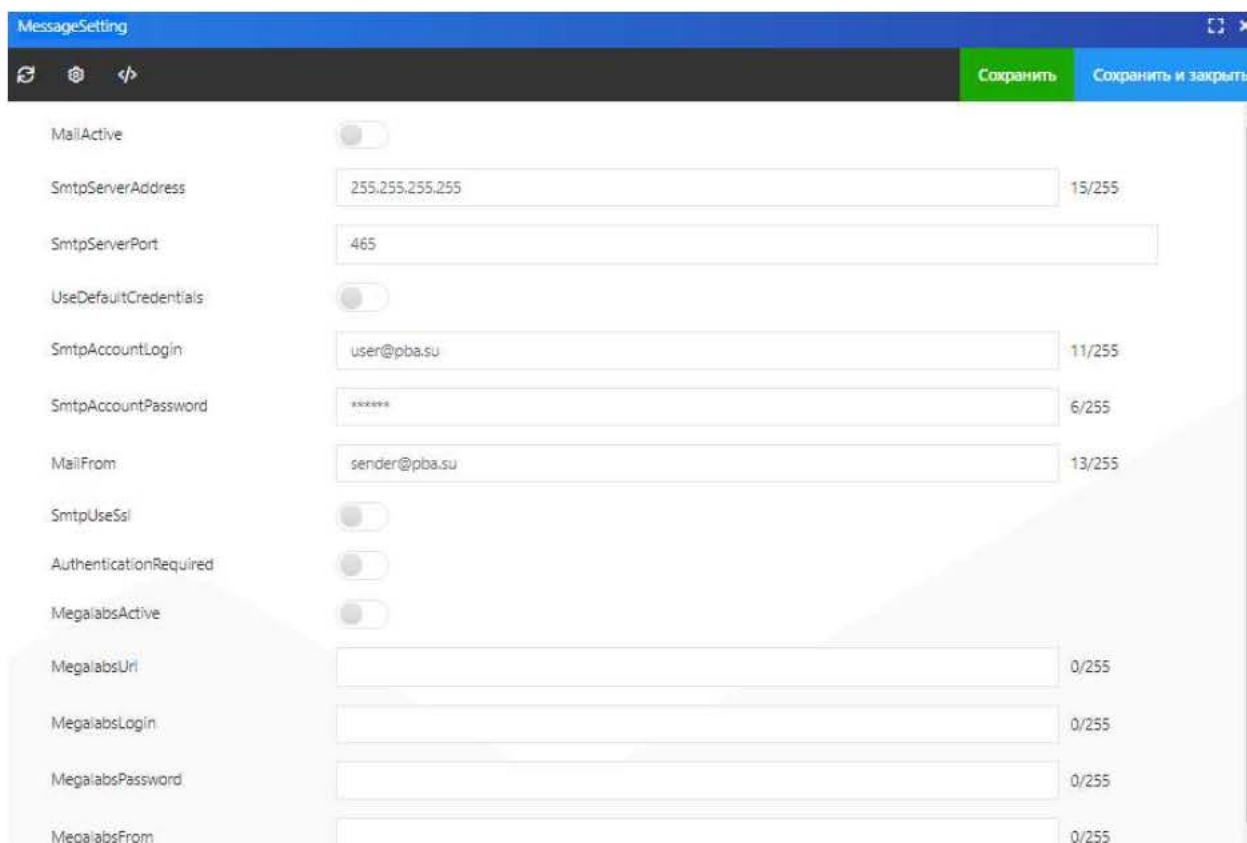 MessageSetting
</>
Сохранить
Сохранить и закрыть
MailActive
SmtpServerAddress 255.255.255.255 15/255
SmtpServerPort 465
UseDefaultCredentials
SmtpAccountLogin user@pba.su 11/255
SmtpAccountPassword ****** 6/255
MailFrom sender@pba.su 13/255
SmtpUseSsl
AuthenticationRequired
MegalabsActive
MegalabsUrl 0/255
MegalabsLogin 0/255
MegalabsPassword 0/255
MegalabsFrom 0/255